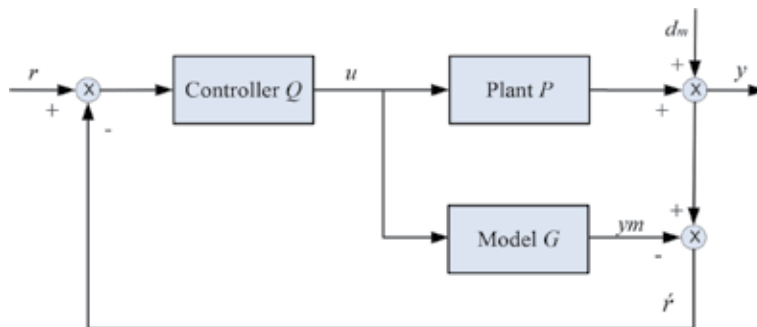 dm
r
+
-
X
Controller Q
u
Plant P
+
+
X
y
Model G
ym
+
-
X
ŕ